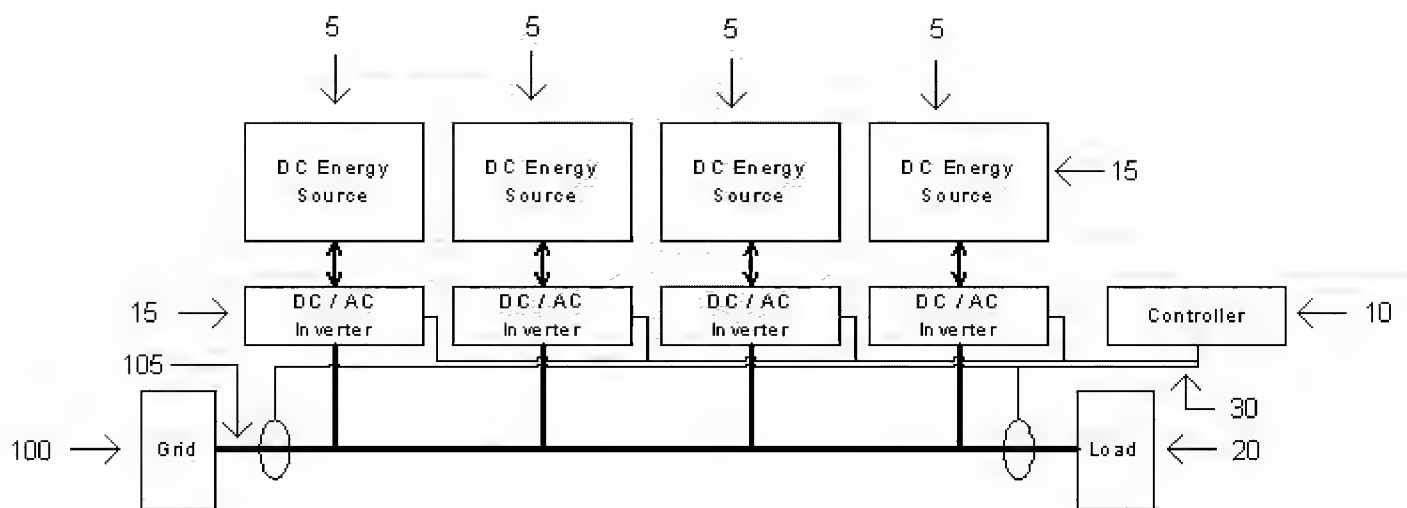 5 5 5 5
DC Energy Source DC Energy Source DC Energy Source DC Energy Source
15
15
DC / AC Inverter DC / AC Inverter DC / AC Inverter DC / AC Inverter
Controller
10
105
30
100
Grid
Load
20